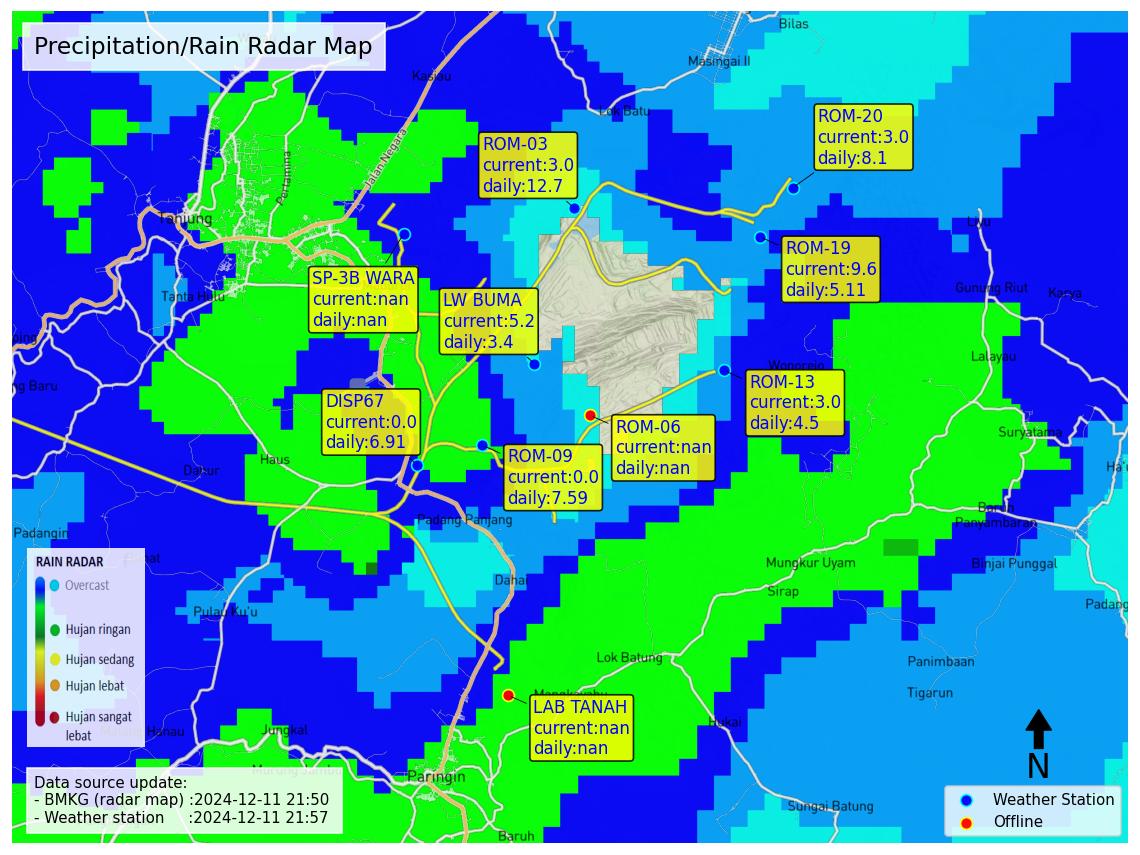 Precipitation/Rain Radar Map
Bilas
Masingai II
Kasiau
Lok Batu
ROM-20
current:3.0
daily:8.1
ROM-03
current:3.0
daily:12.7
Jalan Negara
Pertamina
Tanjung
Liyu
ROM-19
current:9.6
daily:5.11
SP-3B WARA
current:nan
daily:nan
LW BUMA
current:5.2
daily:3.4
Tanta Hulu
Gunung Riut
Karya
Lalayau
Wonorejo
ROM-13
current:3.0
daily:4.5
ng Baru
DISP67
current:0.0
daily:6.91
ROM-06
current:nan
daily:nan
ROM-09
current:0.0
daily:7.59
Suryatama
Dahur
Haus
Padang Panjang
Padangin
Baruh
Panyambaran
Binjai Punggal
Mungkur Uyam
Dahai
Sirap
Padang
Pulau Ku'u
RAIN RADAR
Overcast
Hujan ringan
Hujan sedang
Hujan lebat
Hujan sangat
lebat
Lok Batung
Panimbaan
Tigarun
LAB TANAH
current:nan
daily:nan
Hukai
Jungkal
Paringin
Sungai Batung
Baruh
N
Data source update:
- BMKG (radar map) :2024-12-11 21:50
- Weather station :2024-12-11 21:57
Weather Station
Offline